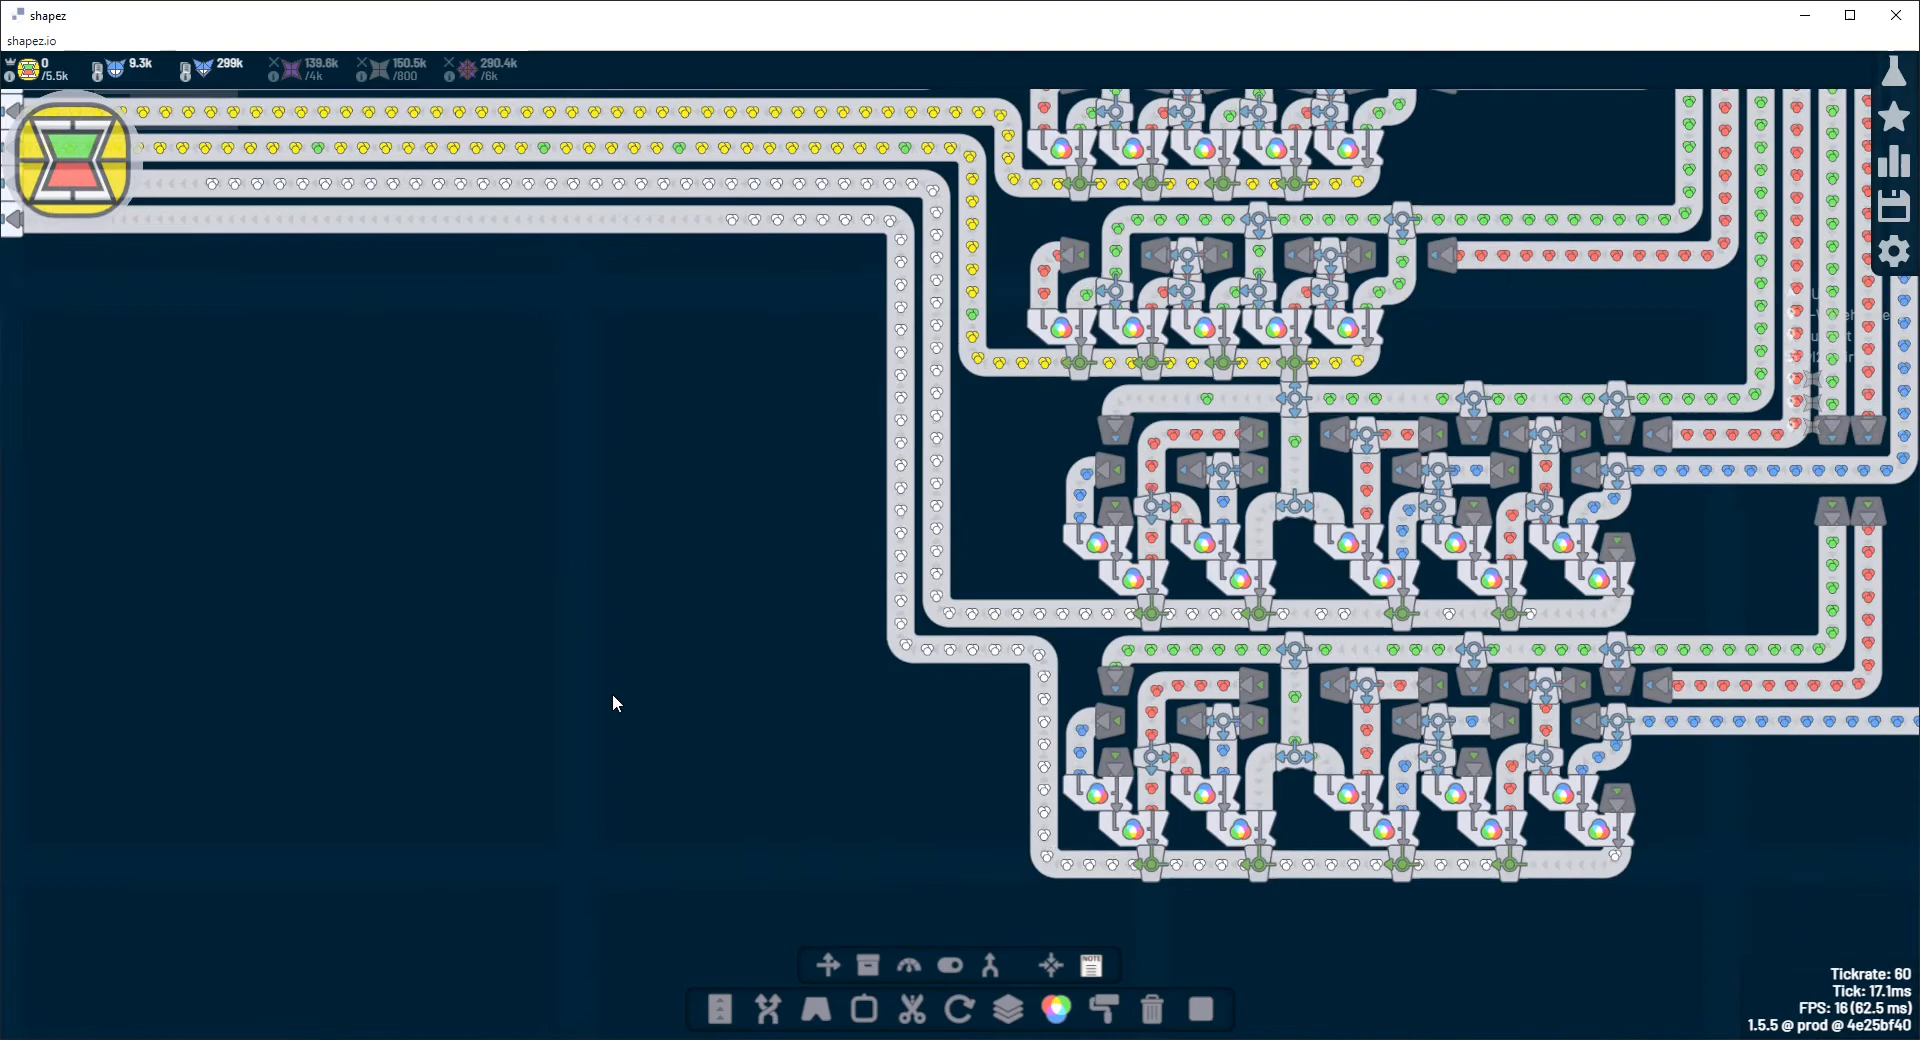 shapez
shapez.io
0
/5.5k
9.3k
299k
139.6k
/4k
150.5k
/800
290.4k
/6k
NOTE
Tickrate: 60
Tick: 17.1ms
FPS: 16 (62.5 ms)
1.5.5 @ prod @ 4e25bf40